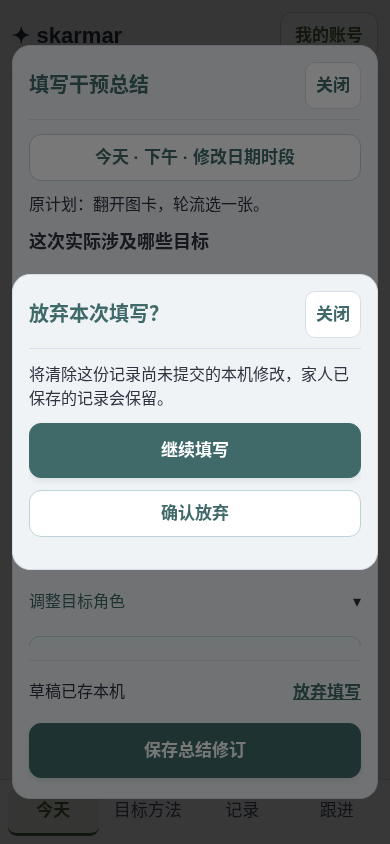 ✦ skarmar
我的账号
填写干预总结
关闭
今天 · 下午 · 修改日期时段
原计划：翻开图卡，轮流选一张。
这次实际涉及哪些目标
放弃本次填写？
关闭
将清除这份记录尚未提交的本机修改，家人已
保存的记录会保留。
继续填写
确认放弃
调整目标角色 ▾
草稿已存本机
放弃填写
保存总结修订
今天
目标方法
记录
跟进